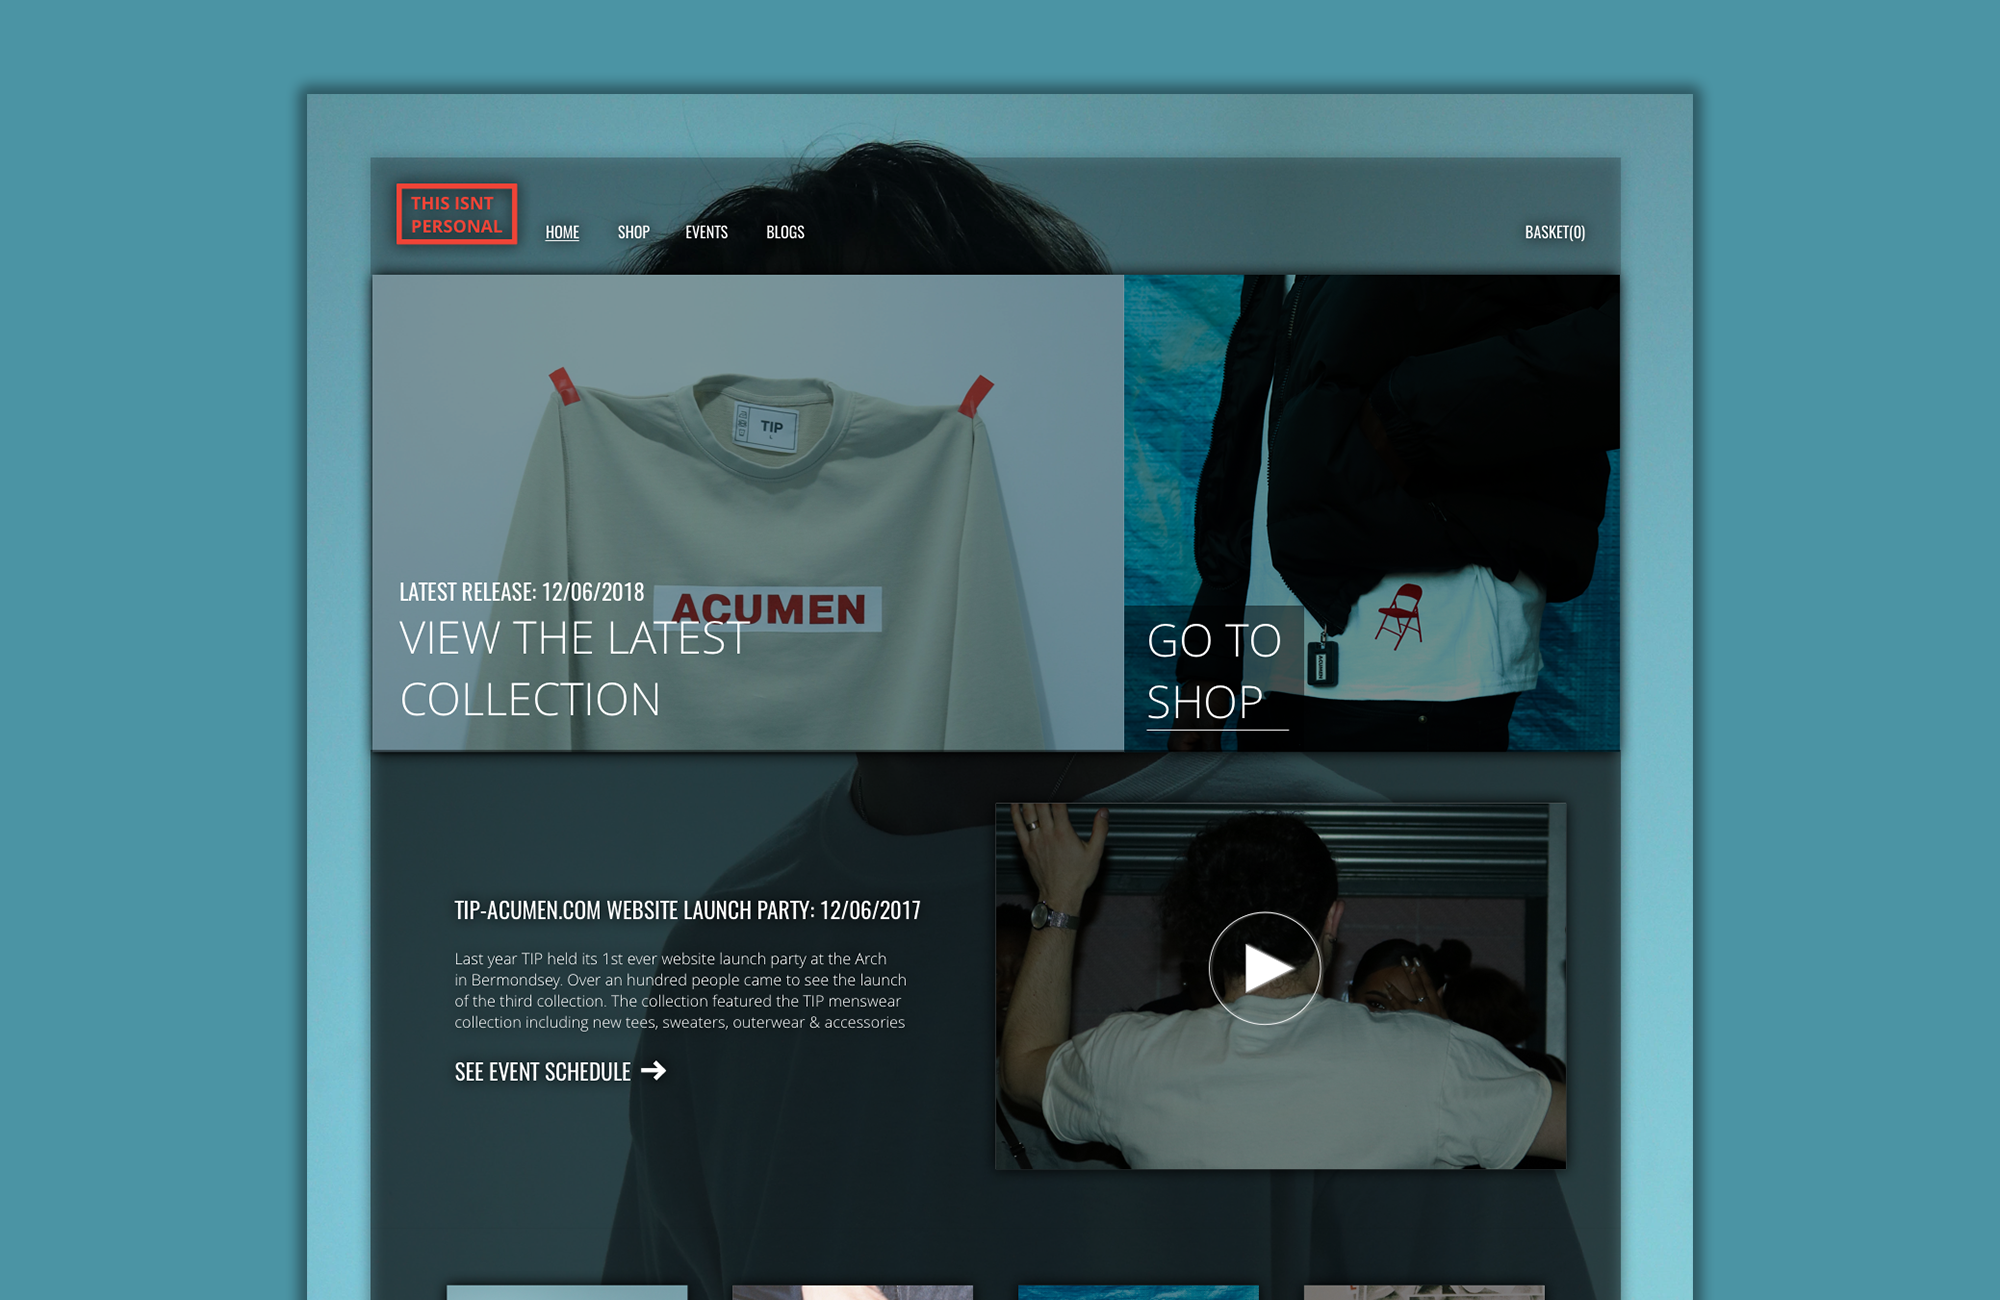 THIS ISNT
PERSONAL
HOME SHOP EVENTS BLOGS BASKET(0)
TIP
L
ACUMEN
LATEST RELEASE: 12/06/2018
VIEW THE LATEST
COLLECTION
GO TO
SHOP
ACUMEN
TIP-ACUMEN.COM WEBSITE LAUNCH PARTY: 12/06/2017
Last year TIP held its 1st ever website launch party at the Arch
in Bermondsey. Over an hundred people came to see the launch
of the third collection. The collection featured the TIP menswear
collection including new tees, sweaters, outerwear & accessories
SEE EVENT SCHEDULE